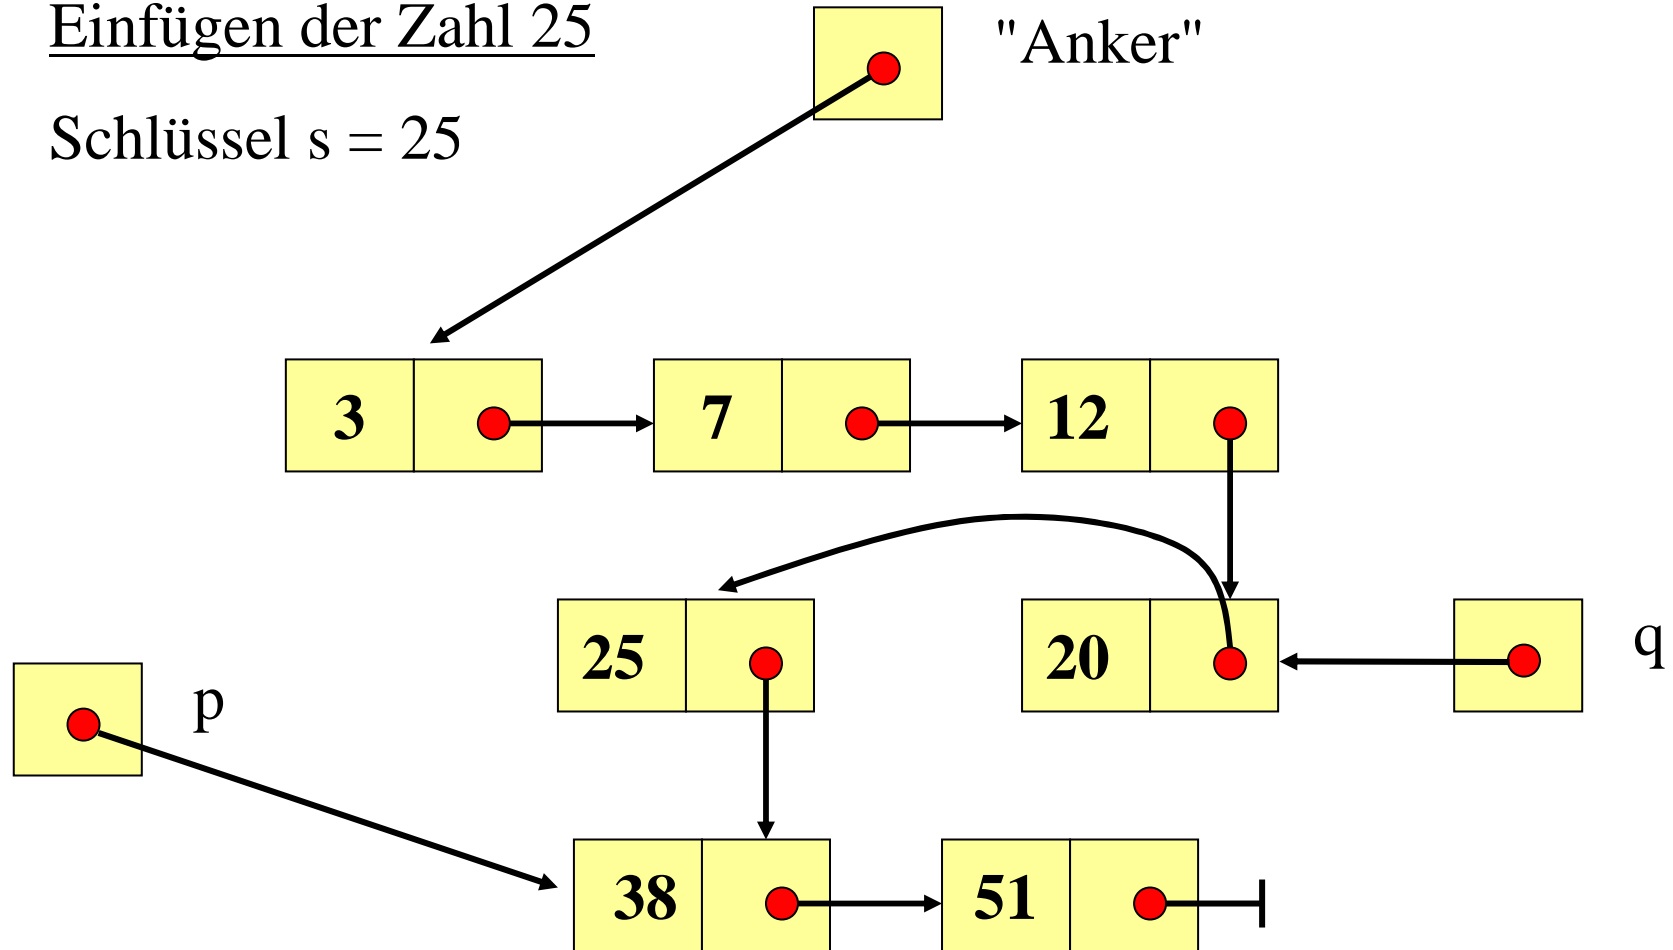 Einfügen der Zahl 25
"Anker"
Schlüssel s = 25
3 7 12
25 20 q
p
38 51